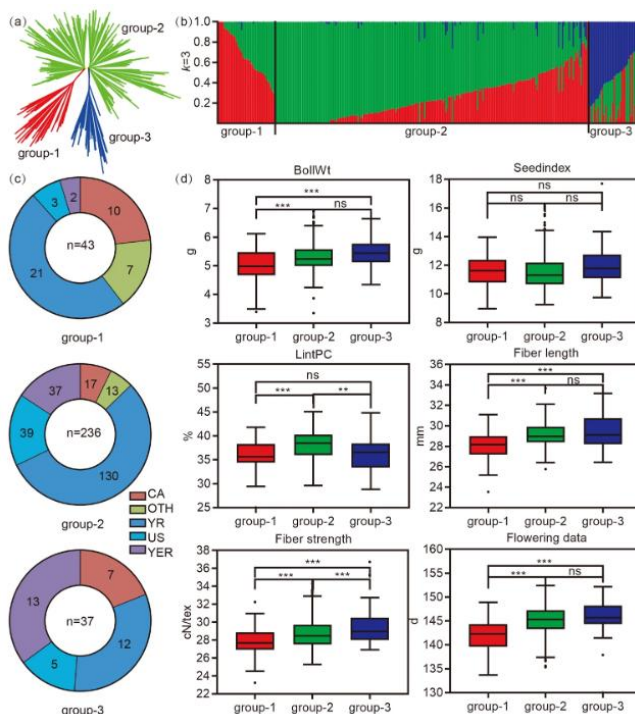 (a)
group-2
group-1
group-3
(b)
k=3
1.0
0.8
0.6
0.4
0.2
group-1
group-2
group-3
(c)
3
2
10
7
21
n=43
group-1
37
17
13
39
n=236
130
group-2
CA
OTH
YR
US
YER
13
7
n=37
5
12
group-3
(d)
BollWt
***
***
ns
g
8
7
6
5
4
3
group-1
group-2
group-3
Seedindex
ns
ns
ns
g
18
16
14
12
10
8
6
group-1
group-2
group-3
LintPC
ns
***
**
%
55
50
45
40
35
30
25
group-1
group-2
group-3
Fiber length
***
***
ns
mm
36
34
32
30
28
26
24
22
group-1
group-2
group-3
Fiber strength
***
***
***
cN/tex
38
36
34
32
30
28
26
24
22
group-1
group-2
group-3
Flowering data
***
***
ns
d
160
155
150
145
140
135
130
group-1
group-2
group-3